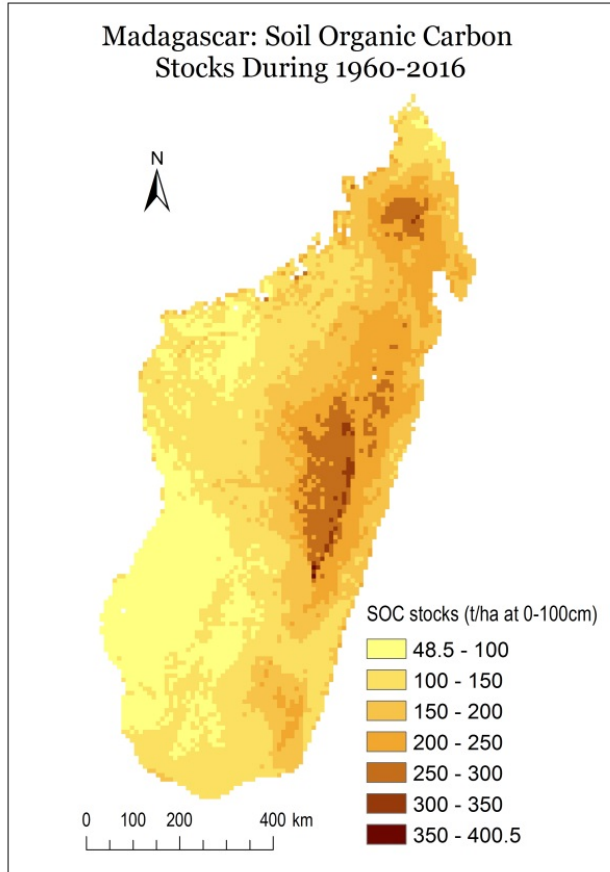 Madagascar: Soil Organic Carbon
Stocks During 1960-2016
N
SOC stocks (t/ha at 0-100cm)
48.5 - 100
100 - 150
150 - 200
200 - 250
250 - 300
300 - 350
350 - 400.5
0 100 200 400 km